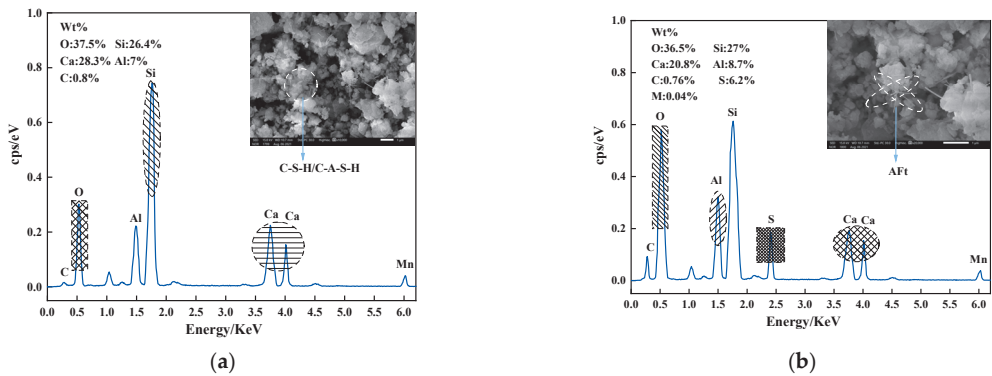 (a)
1.0
0.8
0.6
0.4
0.2
0.0
cps/eV
Wt%
O:37.5% Si:26.4%
Ca:28.3% Al:7%
C:0.8%
Si
O
Al
C
Ca Ca
Mn
C-S-H/C-A-S-H
0.0 0.5 1.0 1.5 2.0 2.5 3.0 3.5 4.0 4.5 5.0 5.5 6.0
Energy/KeV
(b)
1.0
0.8
0.6
0.4
0.2
0.0
cps/eV
Wt%
O:36.5% Si:27%
Ca:20.8% Al:8.7%
C:0.76% S:6.2%
M:0.04%
O
Si
Al
S
C
Ca Ca
Mn
AFt
0.0 0.5 1.0 1.5 2.0 2.5 3.0 3.5 4.0 4.5 5.0 5.5 6.0
Energy/KeV